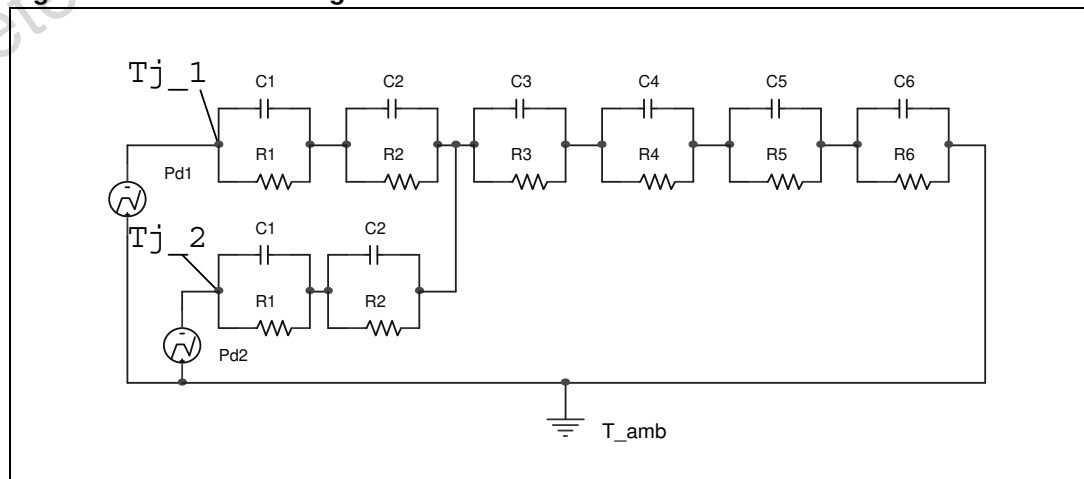 Tj_1
C1 C2 C3 C4 C5 C6
R1 R2 R3 R4 R5 R6
Pd1
Tj_2
C1 C2
R1 R2
Pd2
T_amb